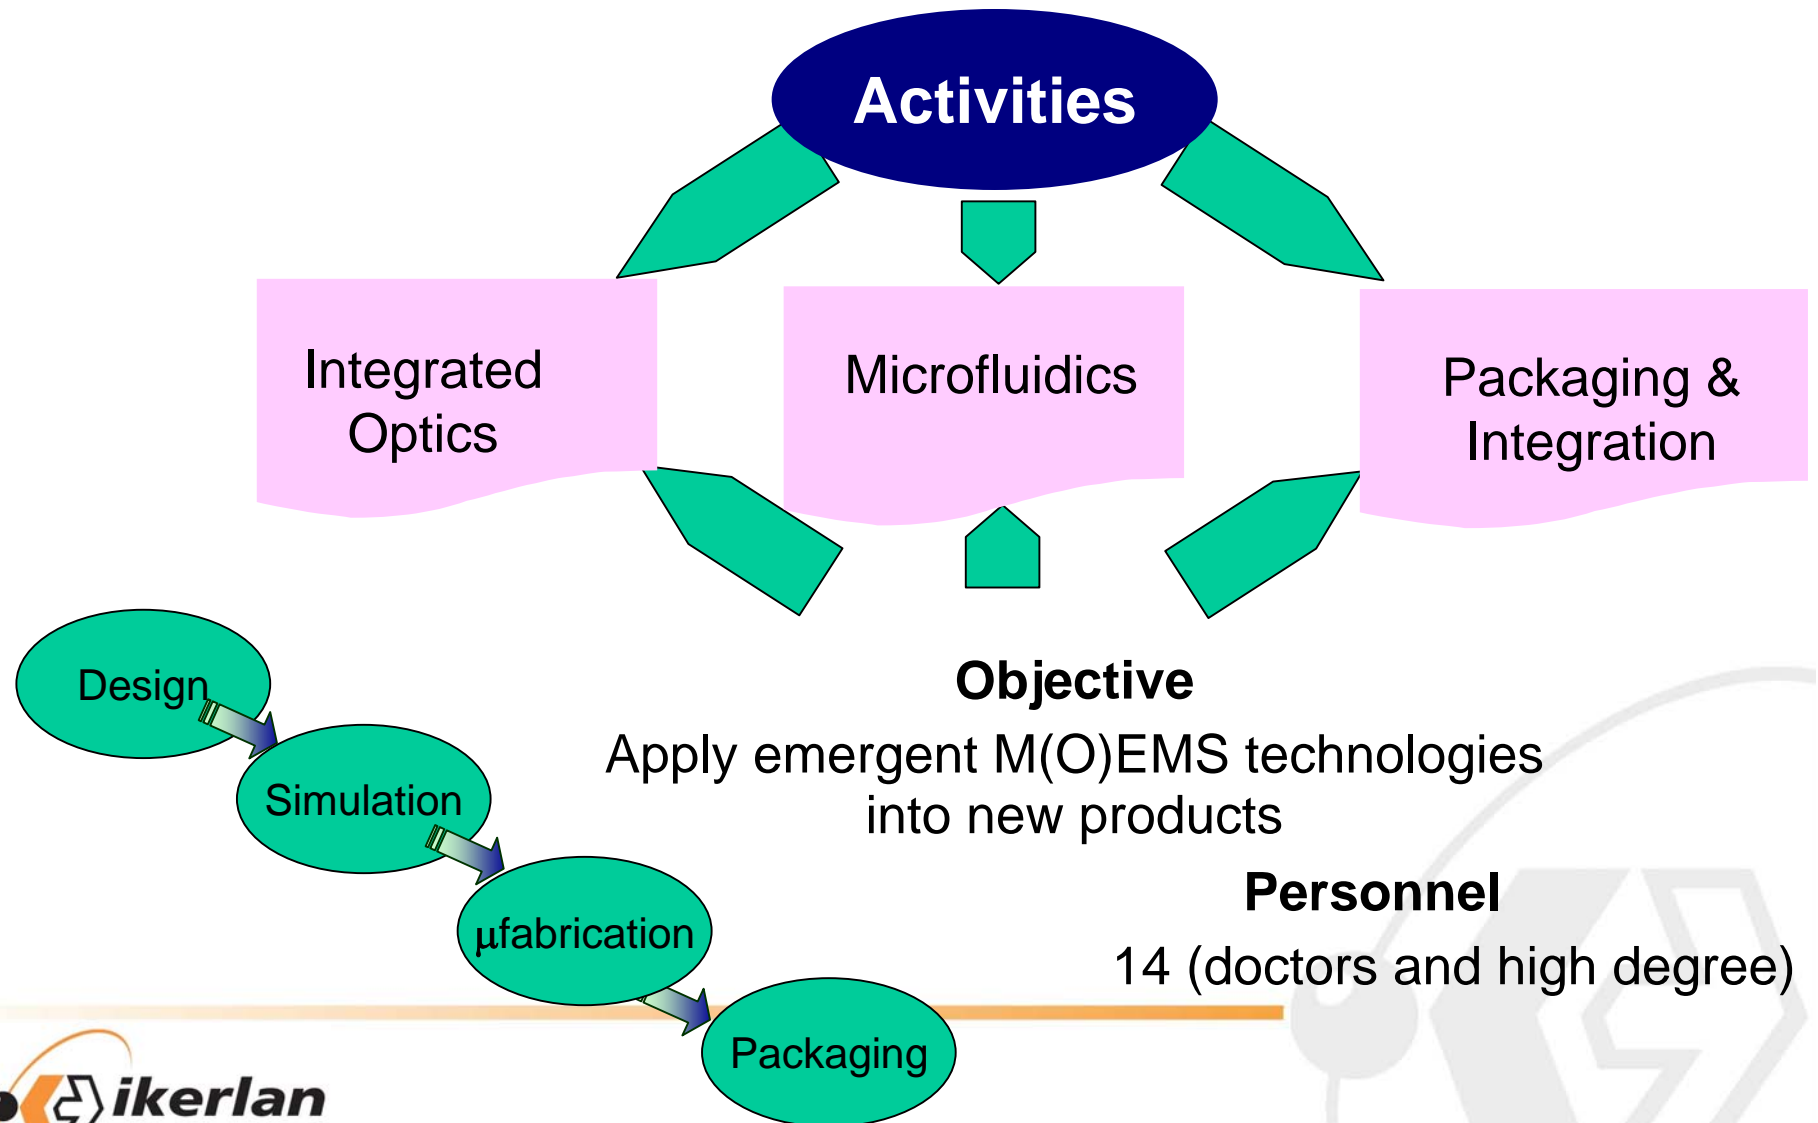 Activities
Integrated
Optics
Microfluidics
Packaging &
Integration
Design
Simulation
µfabrication
Packaging
Objective
Apply emergent M(O)EMS technologies
into new products
Personnel
14 (doctors and high degree)
ikerlan